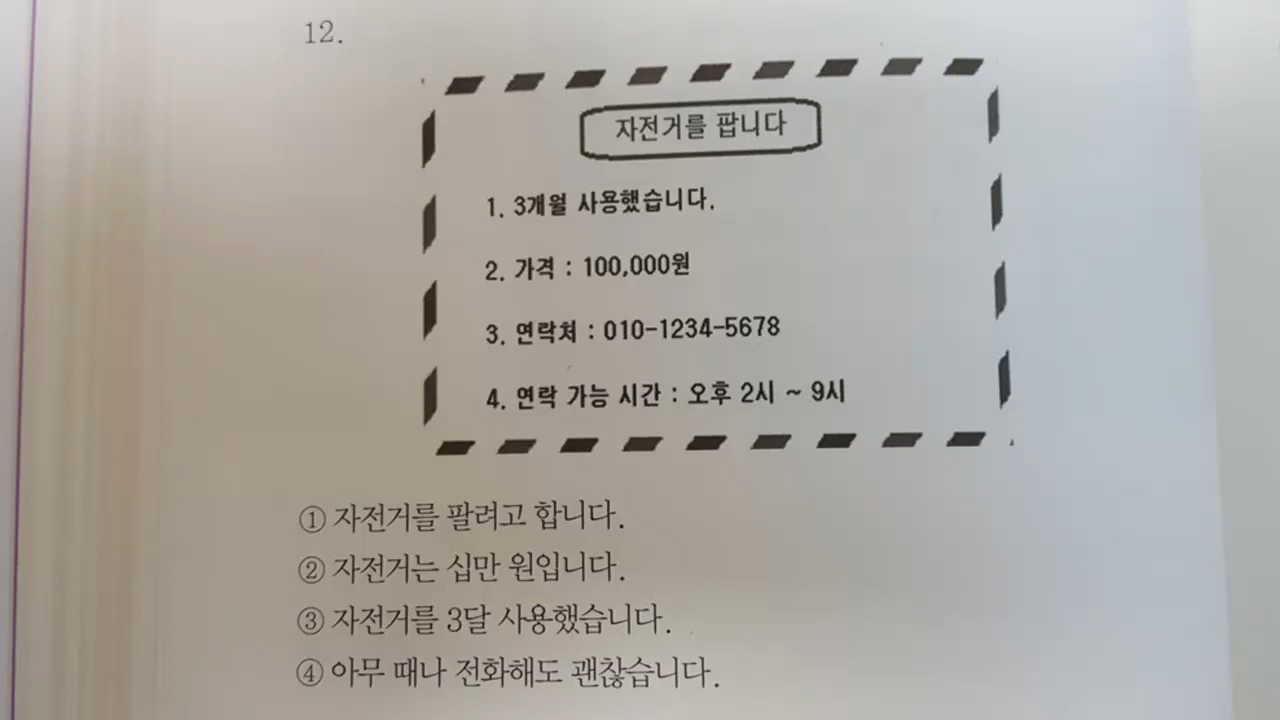 12.
자전거를 팝니다
1. 3개월 사용했습니다.
2. 가격 : 100,000원
3. 연락처 : 010-1234-5678
4. 연락 가능 시간 : 오후 2시 ~ 9시
① 자전거를 팔려고 합니다.
② 자전거는 십만 원입니다.
③ 자전거를 3달 사용했습니다.
④ 아무 때나 전화해도 괜찮습니다.